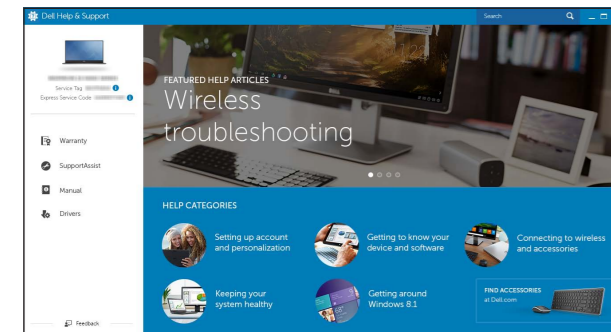 Dell Help & Support
Search
Service Tag
Express Service Code
Warranty
SupportAssist
Manual
Drivers
Feedback
FEATURED HELP ARTICLES
Wireless
troubleshooting
HELP CATEGORIES
Setting up account
and personalization
Getting to know your
device and software
Connecting to wireless
and accessories
Keeping your
system healthy
Getting around
Windows 8.1
FIND ACCESSORIES
at Dell.com